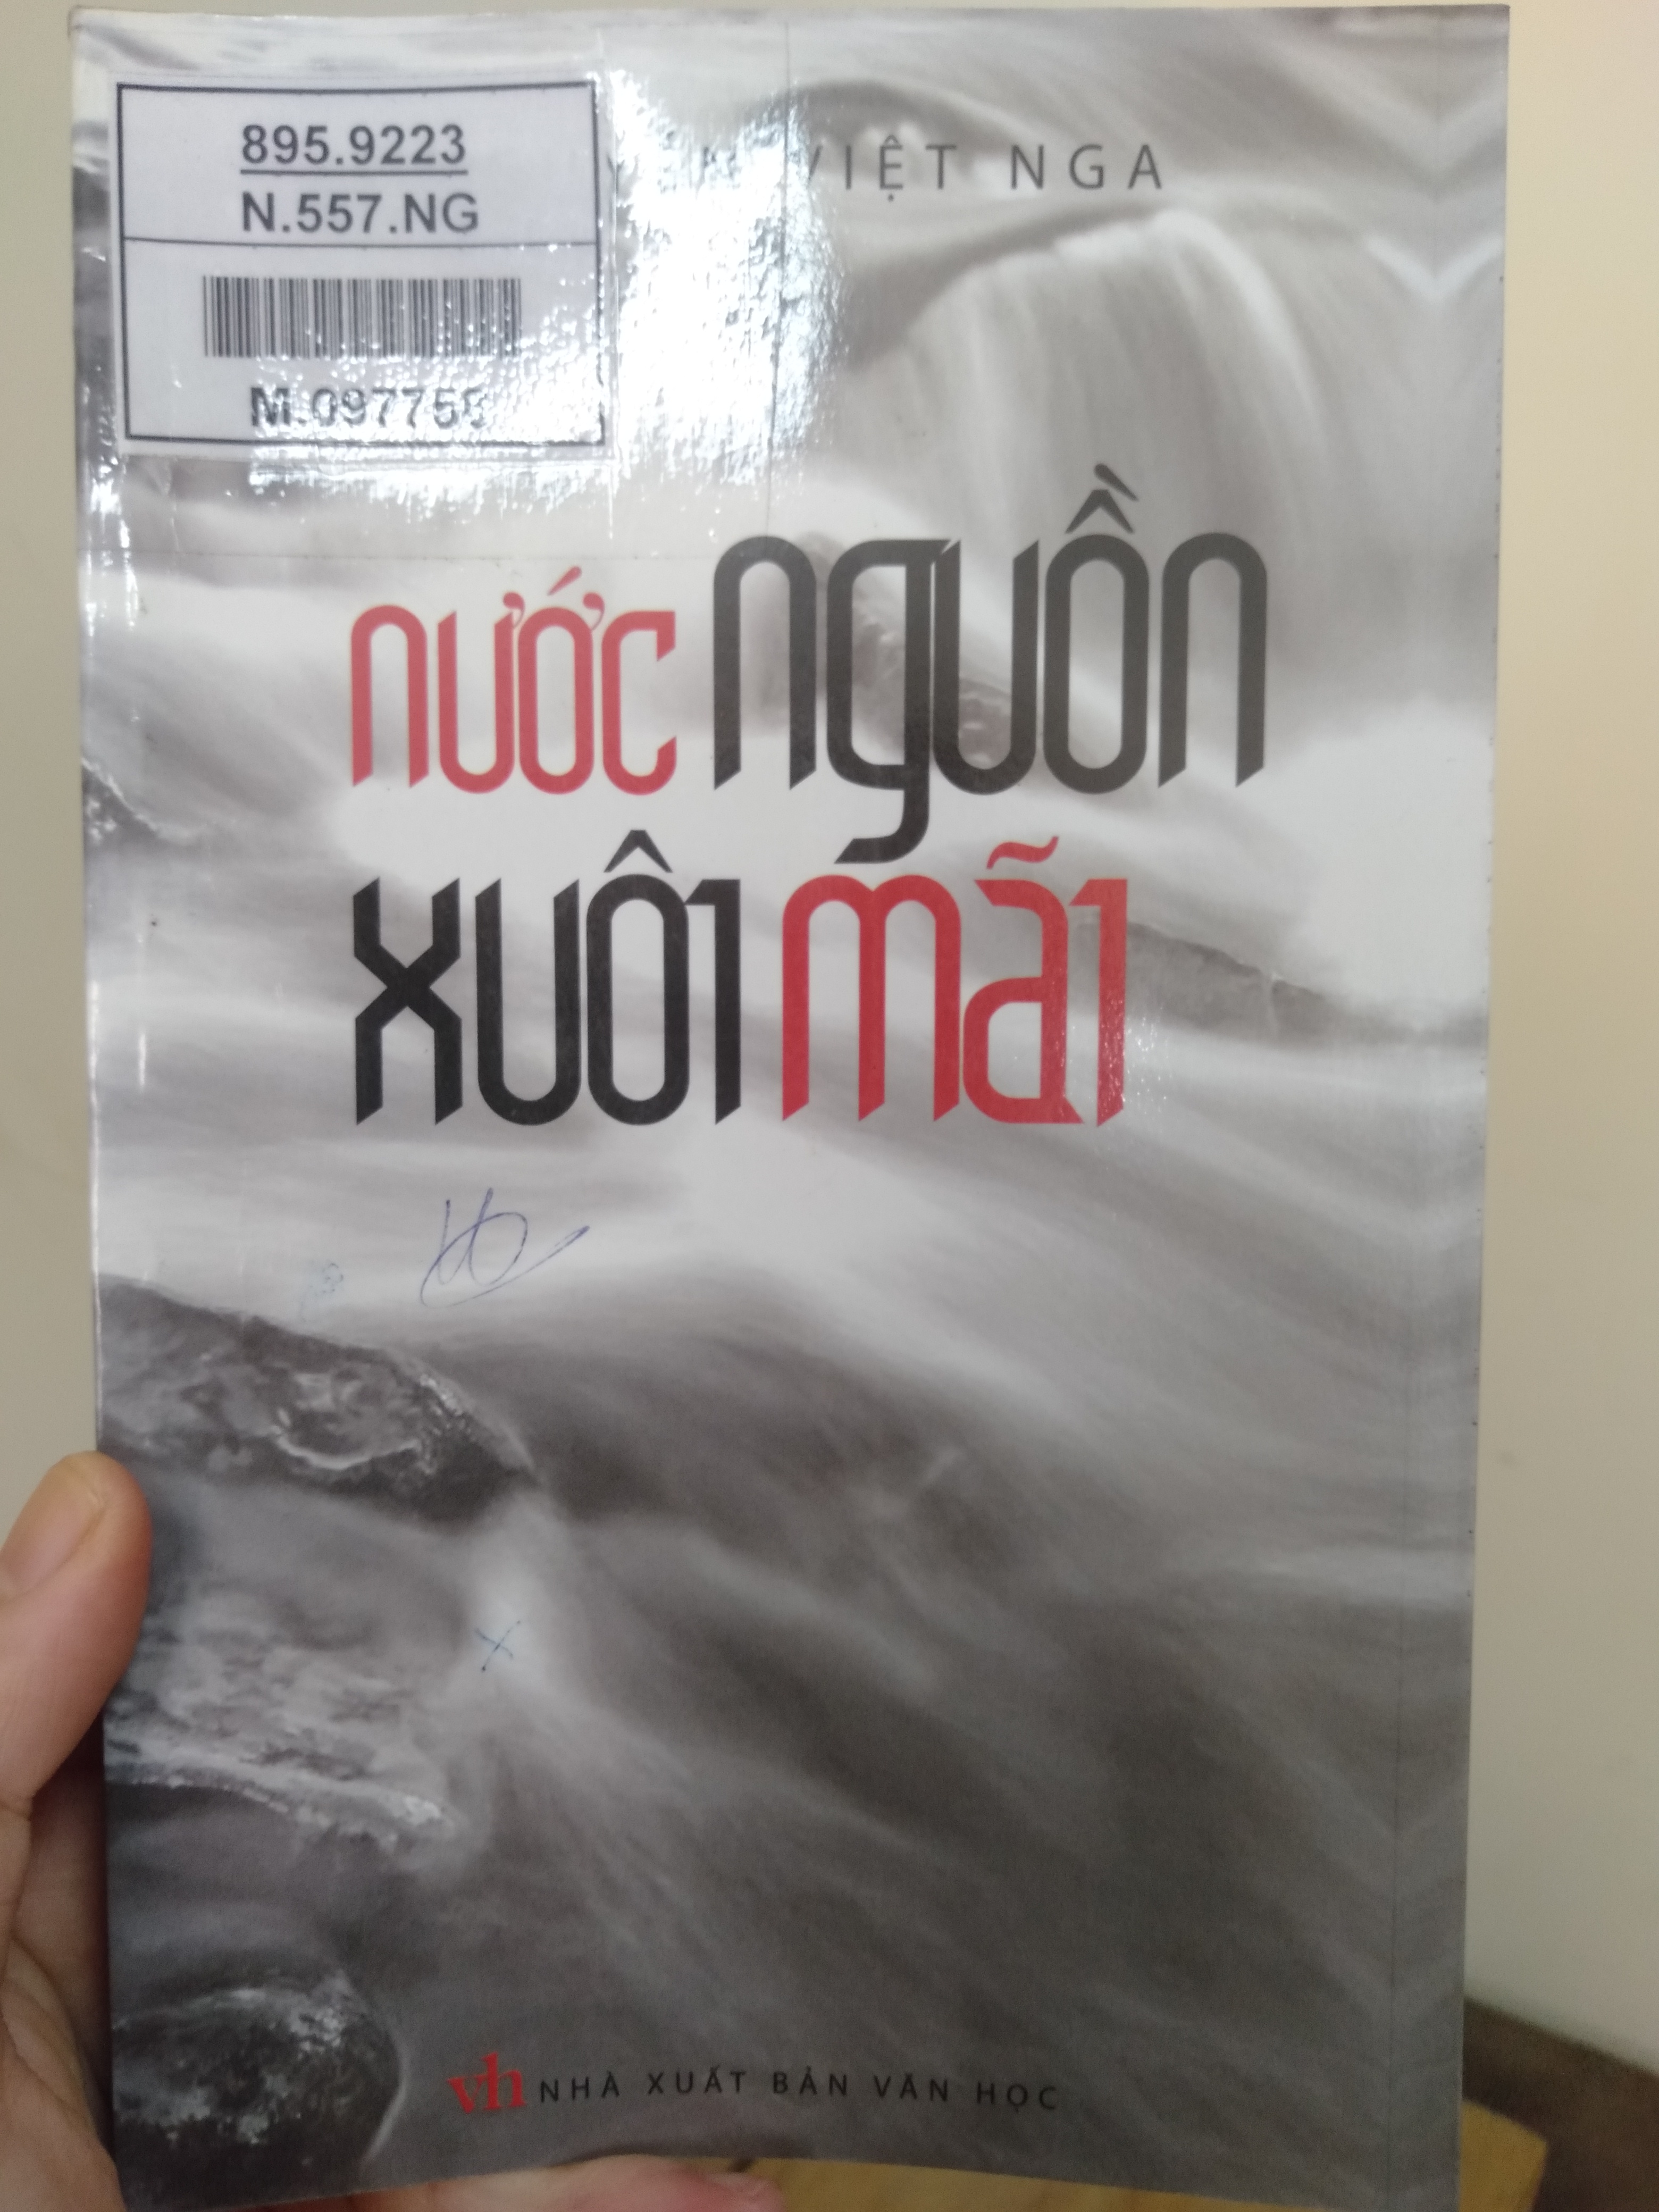 895.9223
N.557.NG
VIỆT NGA
nước nguồn
xuôi mãi
vh NHÀ XUẤT BẢN VĂN HỌC